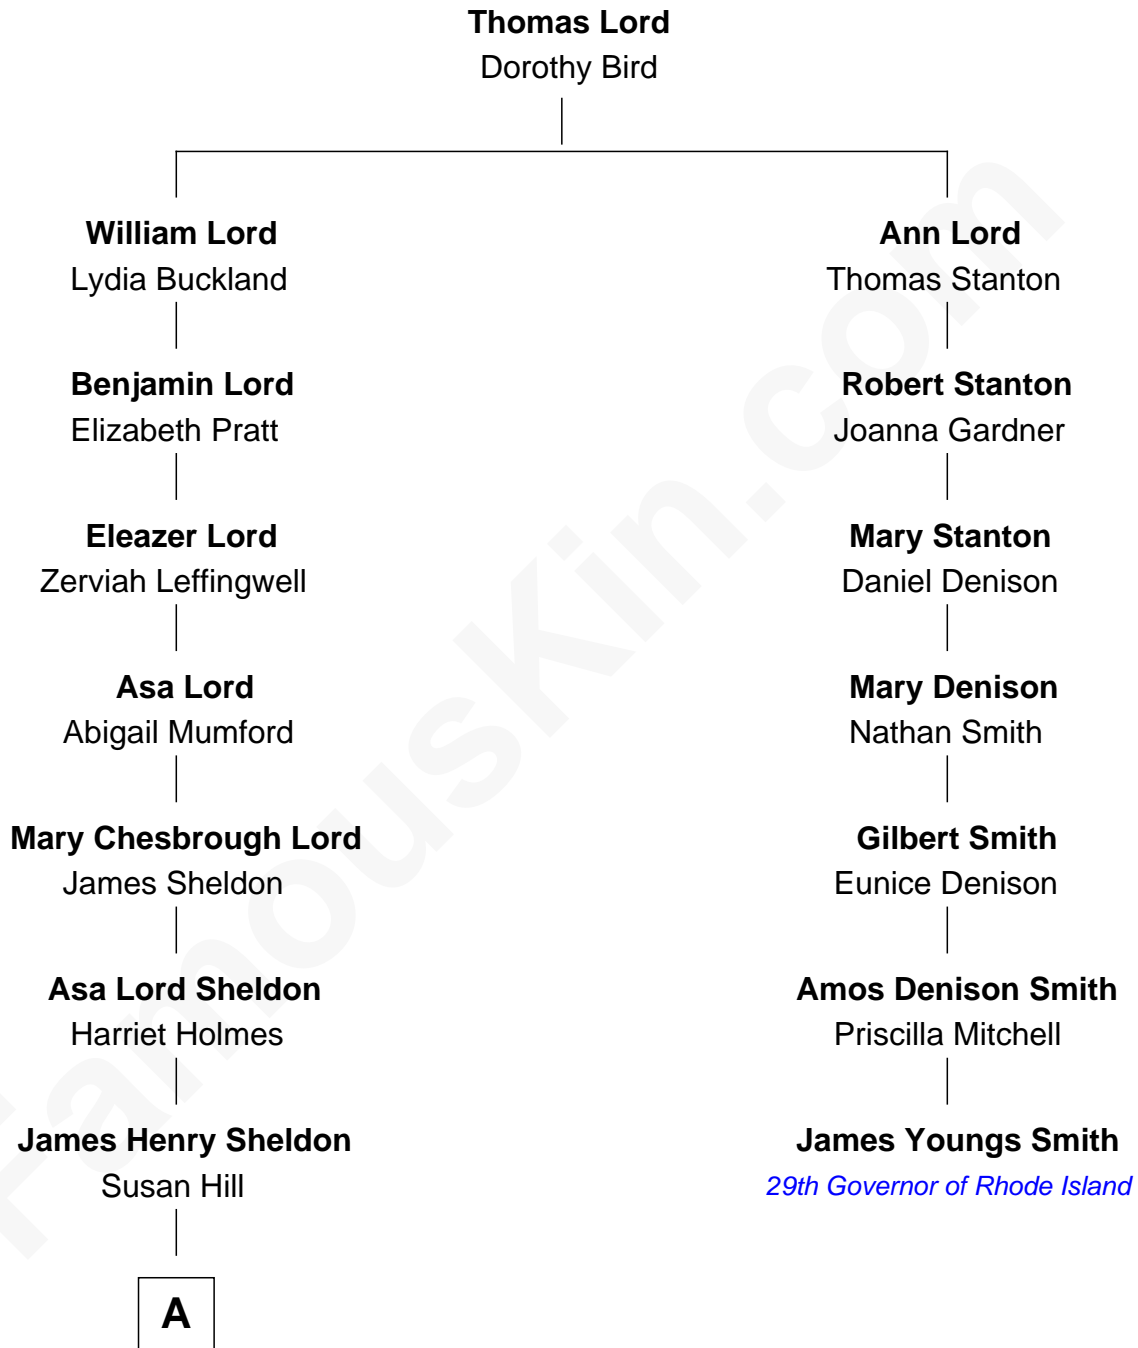 Thomas Lord
Dorothy Bird
William Lord
Lydia Buckland
Benjamin Lord
Elizabeth Pratt
Eleazer Lord
Zerviah Leffingwell
Asa Lord
Abigail Mumford
Mary Chesbrough Lord
James Sheldon
Asa Lord Sheldon
Harriet Holmes
James Henry Sheldon
Susan Hill
A
Ann Lord
Thomas Stanton
Robert Stanton
Joanna Gardner
Mary Stanton
Daniel Denison
Mary Denison
Nathan Smith
Gilbert Smith
Eunice Denison
Amos Denison Smith
Priscilla Mitchell
James Youngs Smith
29th Governor of Rhode Island
FamousKin.com